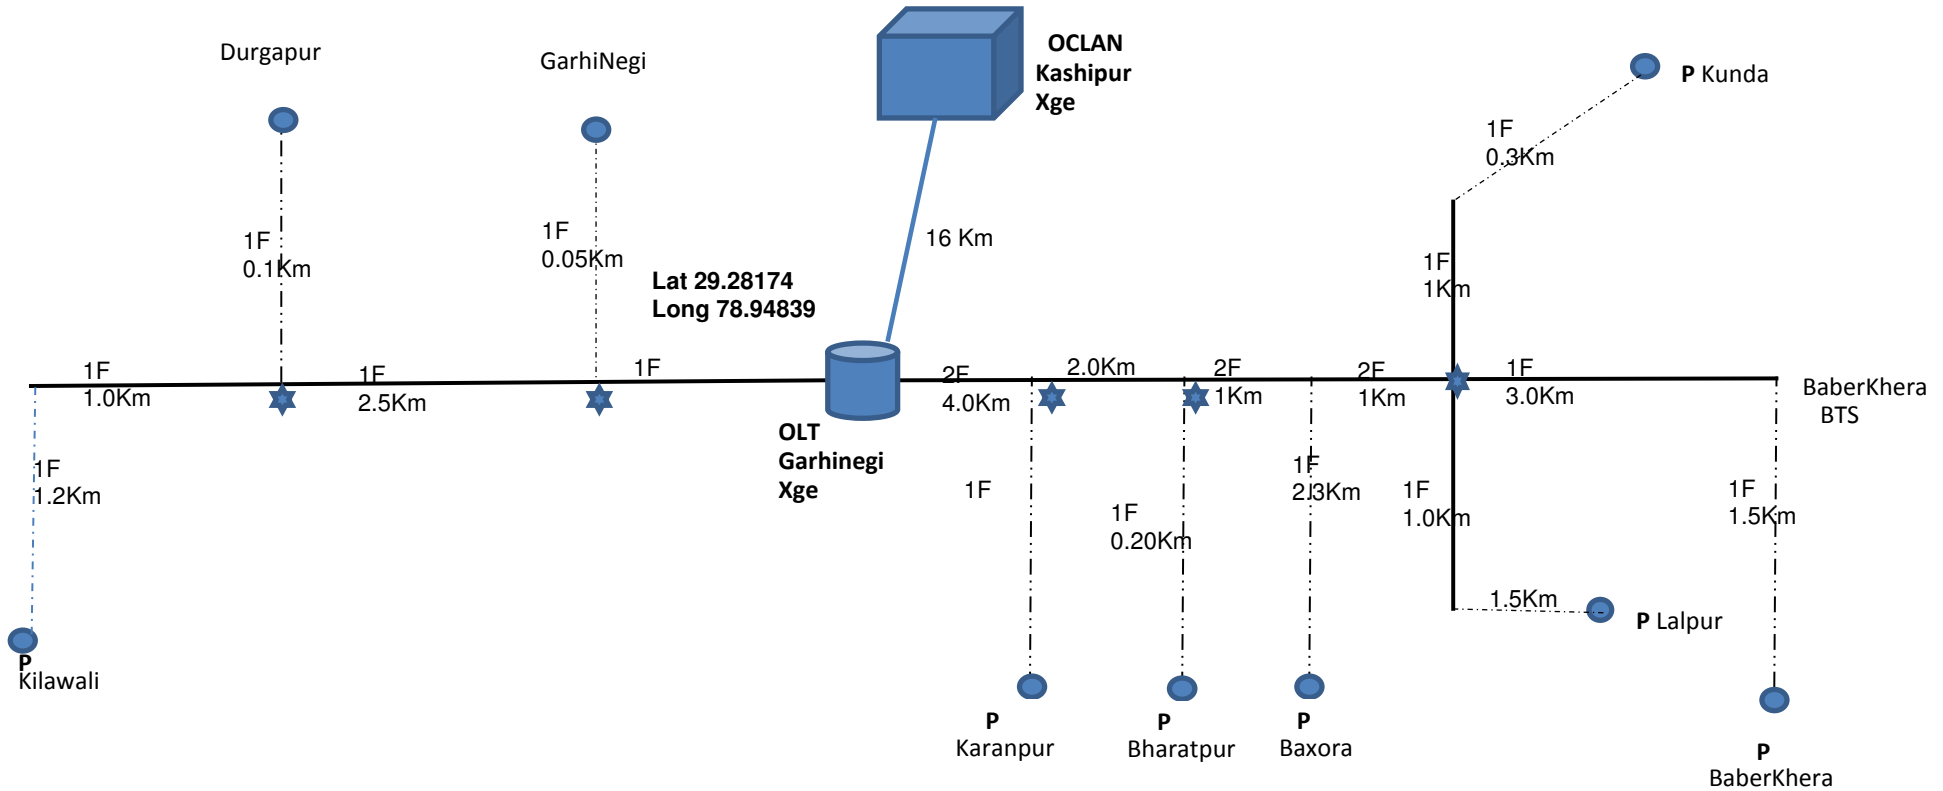 OCLAN
Kashipur
Xge
Durgapur
GarhiNegi
P Kunda
1F
0.3Km
1F
0.1Km
1F
0.05Km
16 Km
Lat 29.28174
Long 78.94839
1F
1Km
1F
1.0Km
1F
2.5Km
1F
2F
4.0Km
2.0Km
2F
1Km
2F
1Km
1F
3.0Km
BaberKhera
BTS
OLT
Garhinegi
Xge
1F
1.2Km
1F
1F
0.20Km
1F
2.3Km
1F
1.0Km
1F
1.5Km
1.5Km
P Lalpur
P
Kilawali
P
Karanpur
P
Bharatpur
P
Baxora
P
BaberKhera